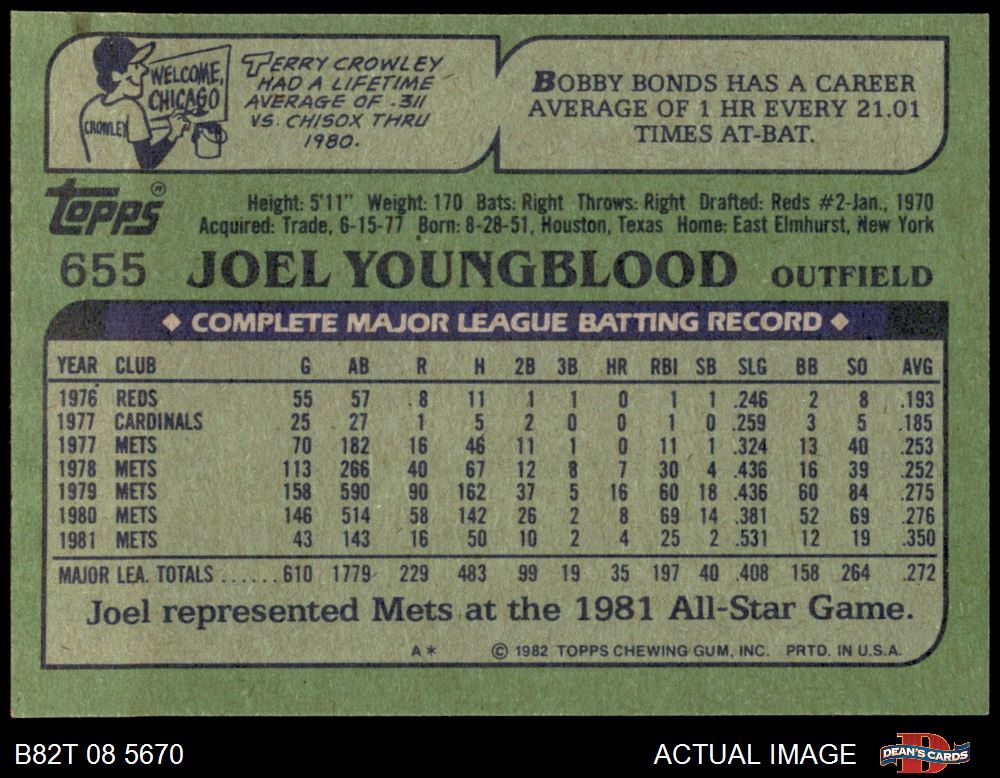 WELCOME,
CHICAGO
CROWLEY
TERRY CROWLEY
HAD A LIFETIME
AVERAGE OF .311
VS. CHISOX THRU
1980.
BOBBY BONDS HAS A CAREER
AVERAGE OF 1 HR EVERY 21.01
TIMES AT-BAT.
TOPPS®
Height: 5'11" Weight: 170 Bats: Right Throws: Right Drafted: Reds #2-Jan., 1970
Acquired: Trade, 6-15-77 Born: 8-28-51, Houston, Texas Home: East Elmhurst, New York
655 JOEL YOUNGBLOOD OUTFIELD
◆ COMPLETE MAJOR LEAGUE BATTING RECORD ◆
YEAR CLUB G AB R H 2B 3B HR RBI SB SLG BB SO AVG
1976 REDS 55 57 8 11 1 1 0 1 1 .246 2 8 .193
1977 CARDINALS 25 27 1 5 2 0 0 1 0 .259 3 5 .185
1977 METS 70 182 16 46 11 1 0 11 1 .324 13 40 .253
1978 METS 113 266 40 67 12 8 7 30 4 .436 16 39 .252
1979 METS 158 590 90 162 37 5 16 60 18 .436 60 84 .275
1980 METS 146 514 58 142 26 2 8 69 14 .381 52 69 .276
1981 METS 43 143 16 50 10 2 4 25 2 .531 12 19 .350
MAJOR LEA. TOTALS ......610 1779 229 483 99 19 35 197 40 .408 158 264 .272
Joel represented Mets at the 1981 All-Star Game.
A* © 1982 TOPPS CHEWING GUM, INC. PRTD. IN U.S.A.
B82T 08 5670 ACTUAL IMAGE DEAN'S CARDS